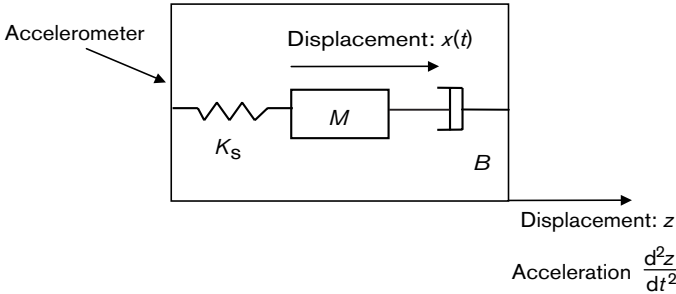 Accelerometer
Displacement: x(t)
M
K_s
B
Displacement: z
Acceleration d²z/dt²